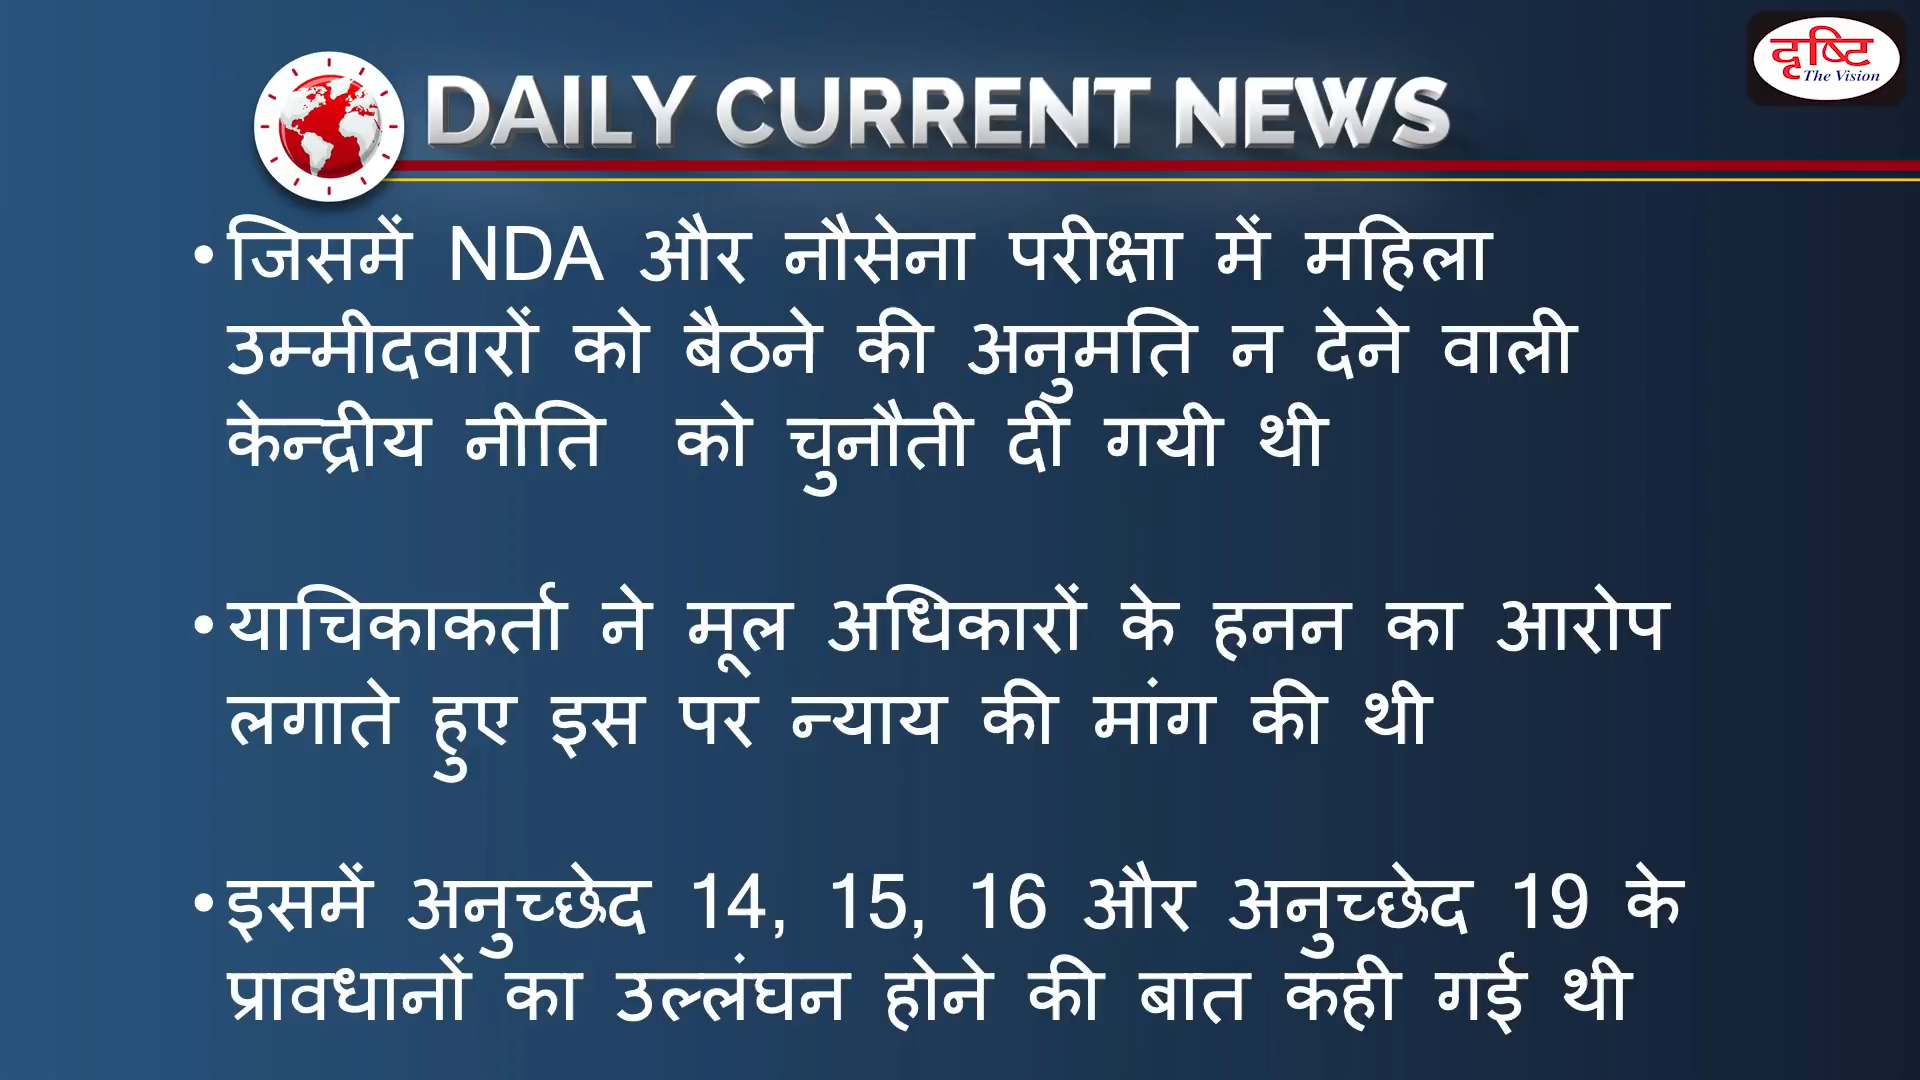 DAILY CURRENT NEWS
दृष्टि
The Vision
• जिसमें NDA और नौसेना परीक्षा में महिला
उम्मीदवारों को बैठने की अनुमति न देने वाली
केन्द्रीय नीति को चुनौती दी गयी थी
• याचिकाकर्ता ने मूल अधिकारों के हनन का आरोप
लगाते हुए इस पर न्याय की मांग की थी
• इसमें अनुच्छेद 14, 15, 16 और अनुच्छेद 19 के
प्रावधानों का उल्लंघन होने की बात कही गई थी